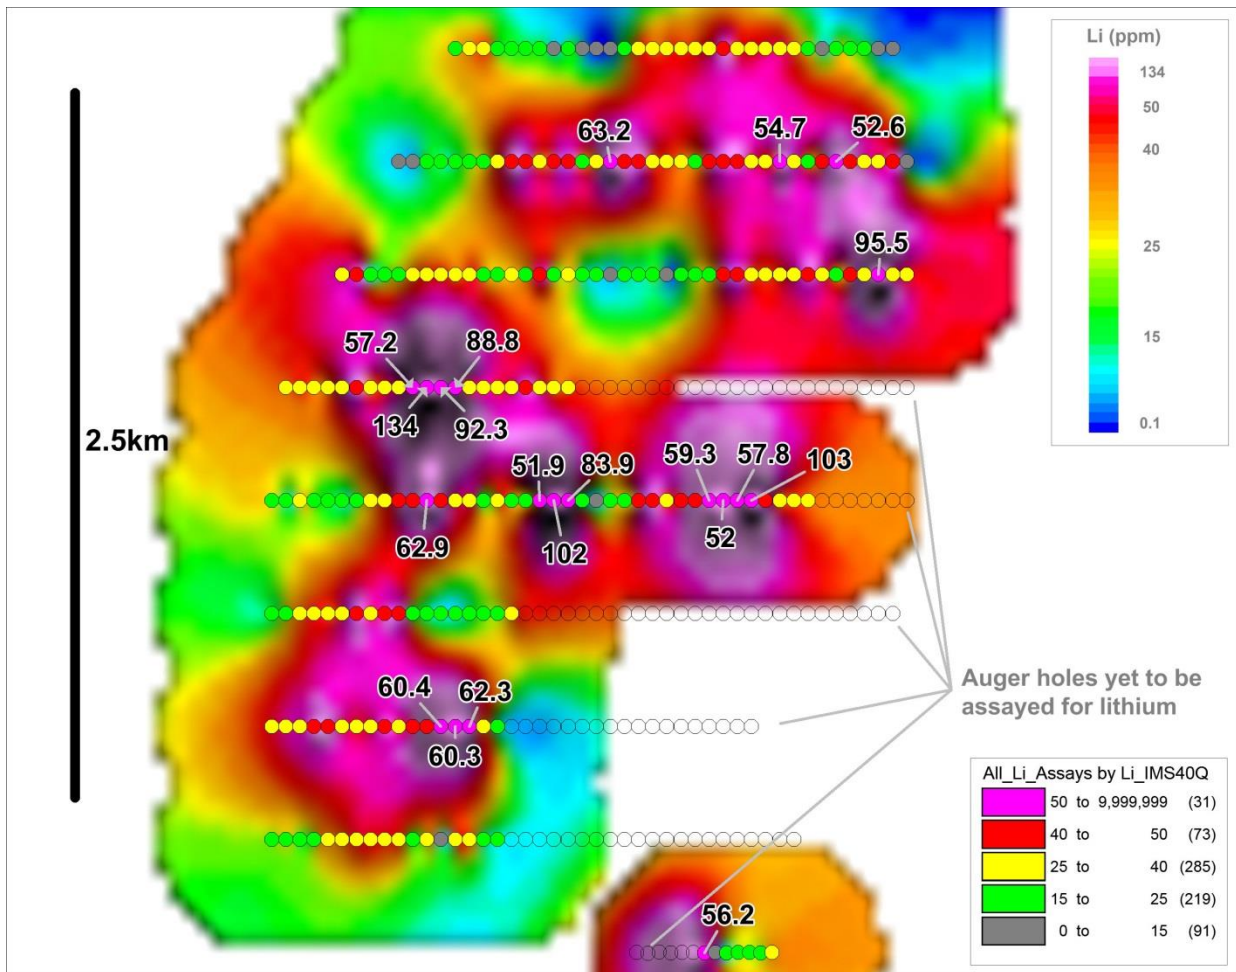 Li (ppm)
134
50
40
25
15
0.1
63.2
54.7
52.6
95.5
57.2
88.8
134
92.3
2.5km
51.9
83.9
59.3
57.8
103
62.9
102
52
60.4
62.3
60.3
Auger holes yet to be
assayed for lithium
56.2
All_Li_Assays by Li_IMS40Q
50 to 9,999,999 (31)
40 to 50 (73)
25 to 40 (285)
15 to 25 (219)
0 to 15 (91)